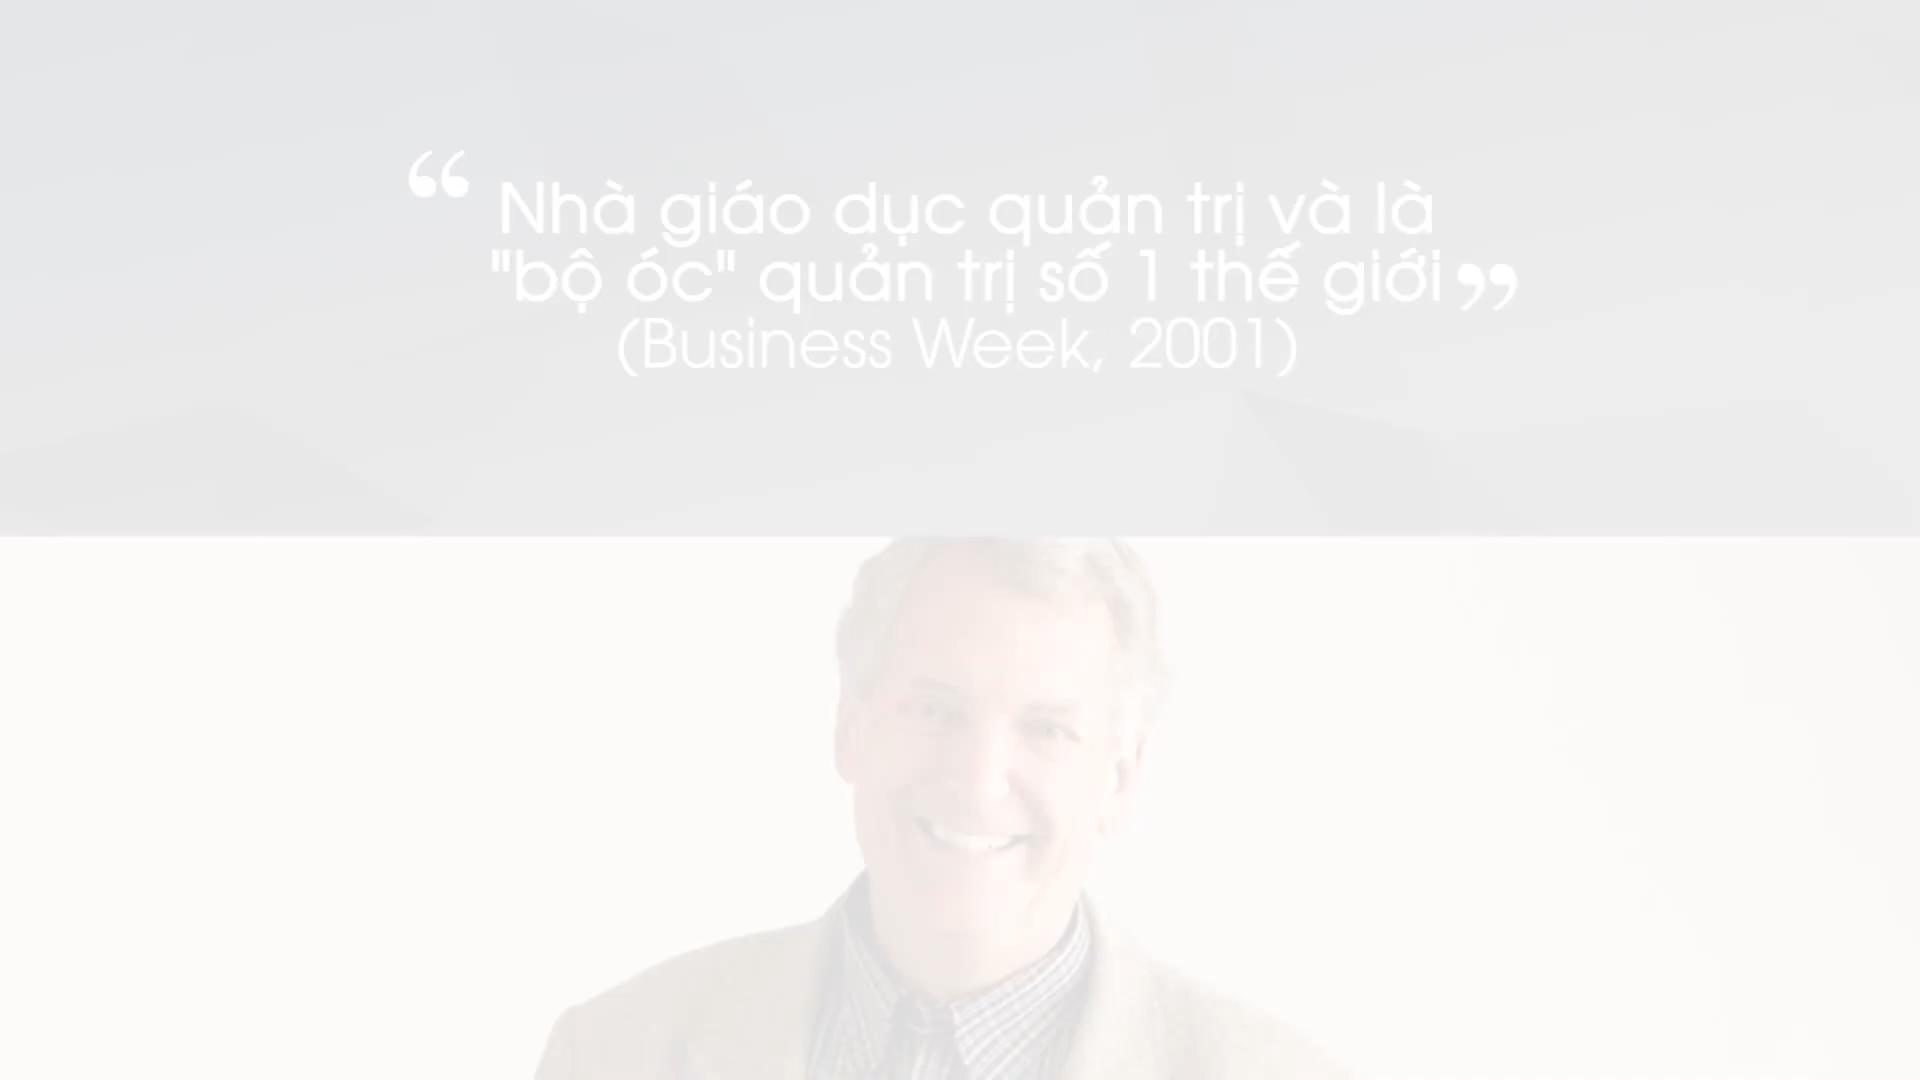 “ Nhà giáo dục quản trị và là
"bộ óc" quản trị số 1 thế giới ”
(Business Week, 2001)